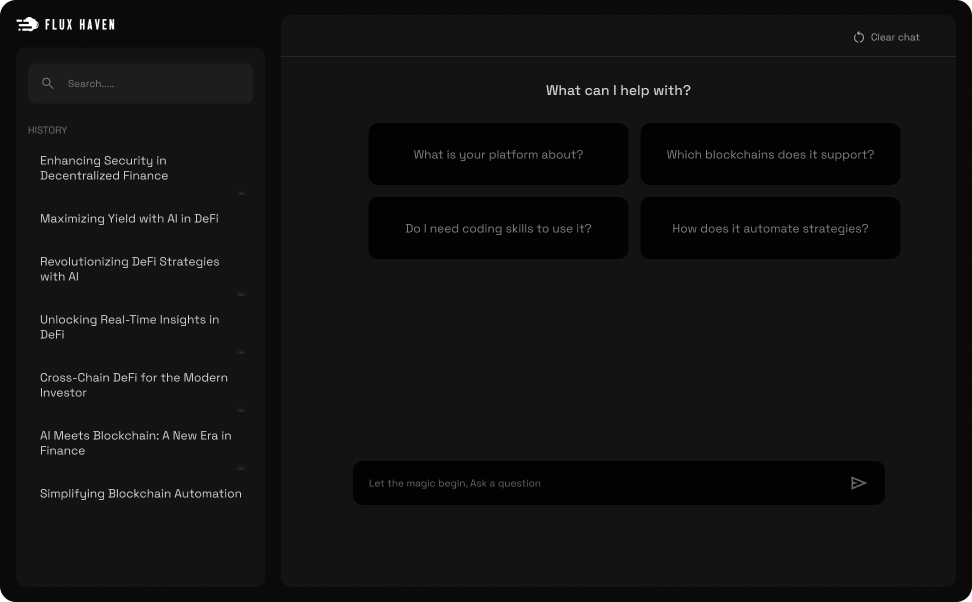 FLUX HAVEN
Search.....
HISTORY
Enhancing Security in
Decentralized Finance
Maximizing Yield with AI in DeFi
Revolutionizing DeFi Strategies
with AI
Unlocking Real-Time Insights in
DeFi
Cross-Chain DeFi for the Modern
Investor
AI Meets Blockchain: A New Era in
Finance
Simplifying Blockchain Automation
Clear chat
What can I help with?
What is your platform about?
Which blockchains does it support?
Do I need coding skills to use it?
How does it automate strategies?
Let the magic begin, Ask a question